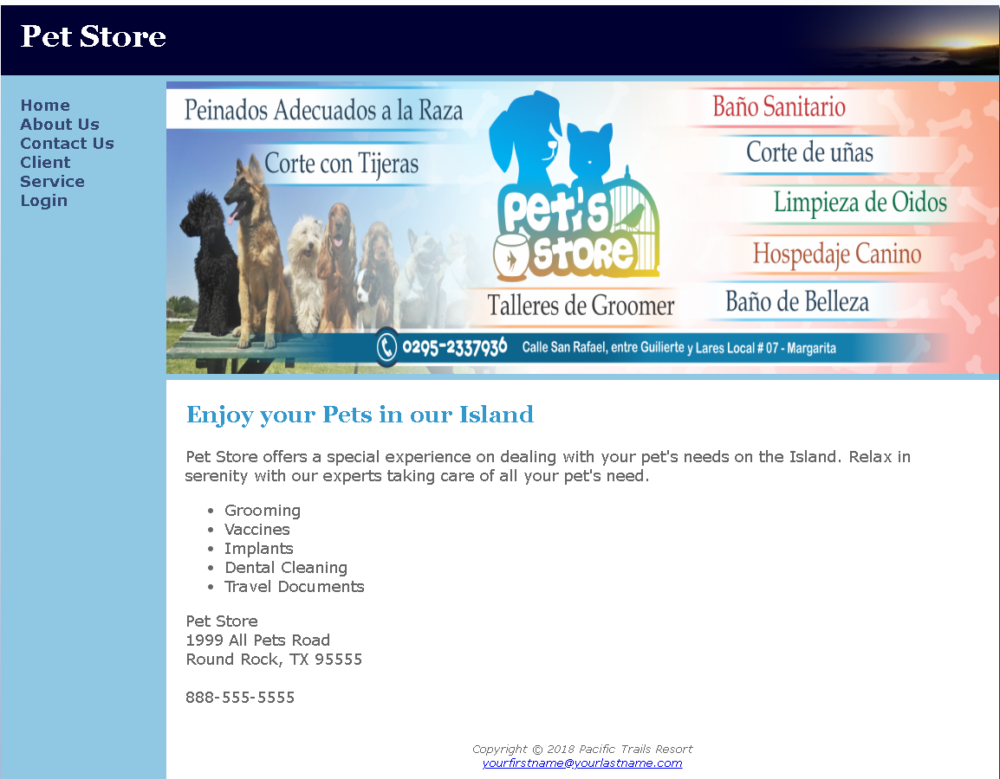 Pet Store
Home
About Us
Contact Us
Client
Service
Login
Peinados Adecuados a la Raza
Corte con Tijeras
Pet's
Store
Talleres de Groomer
Baño Sanitario
Corte de uñas
Limpieza de Oidos
Hospedaje Canino
Baño de Belleza
0295-2337936 Calle San Rafael, entre Guilierte y Lares Local # 07 - Margarita
Enjoy your Pets in our Island
Pet Store offers a special experience on dealing with your pet's needs on the Island. Relax in
serenity with our experts taking care of all your pet's need.
• Grooming
• Vaccines
• Implants
• Dental Cleaning
• Travel Documents
Pet Store
1999 All Pets Road
Round Rock, TX 95555
888-555-5555
Copyright © 2018 Pacific Trails Resort
yourfirstname@yourlastname.com